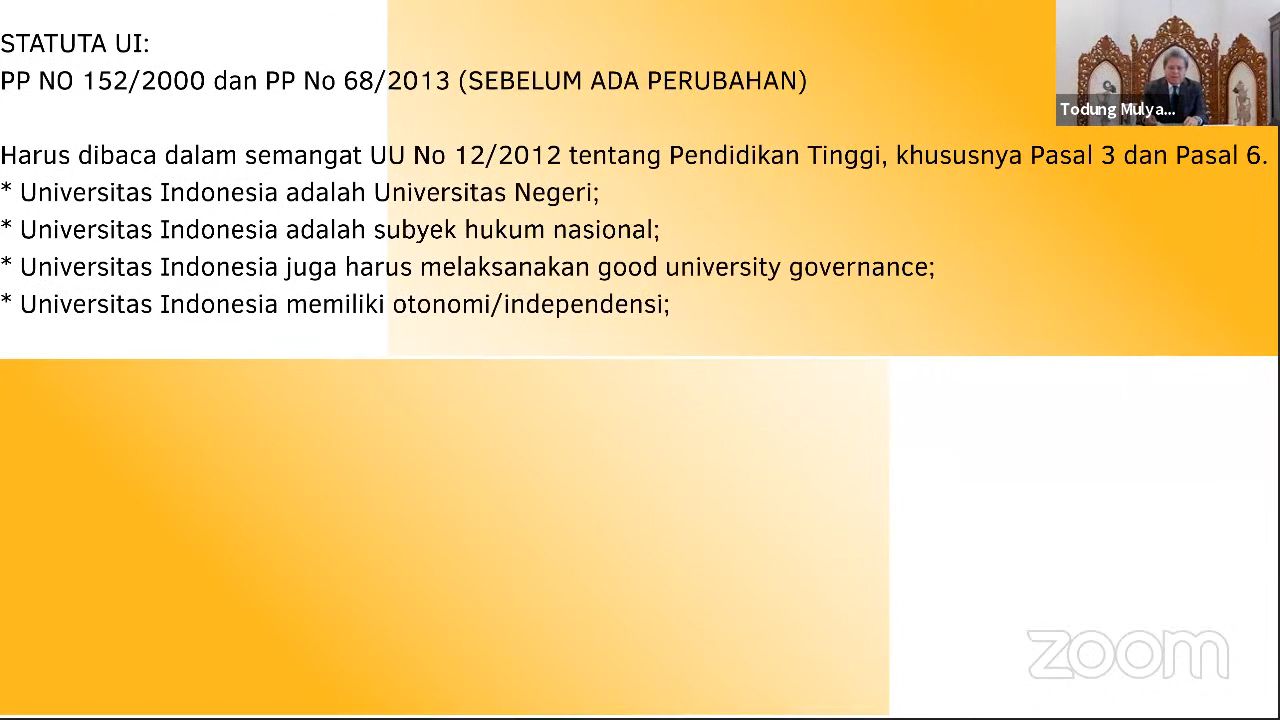 STATUTA UI:
PP NO 152/2000 dan PP No 68/2013 (SEBELUM ADA PERUBAHAN)
Todung Mulya...
Harus dibaca dalam semangat UU No 12/2012 tentang Pendidikan Tinggi, khususnya Pasal 3 dan Pasal 6.
* Universitas Indonesia adalah Universitas Negeri;
* Universitas Indonesia adalah subyek hukum nasional;
* Universitas Indonesia juga harus melaksanakan good university governance;
* Universitas Indonesia memiliki otonomi/independensi;
zoom